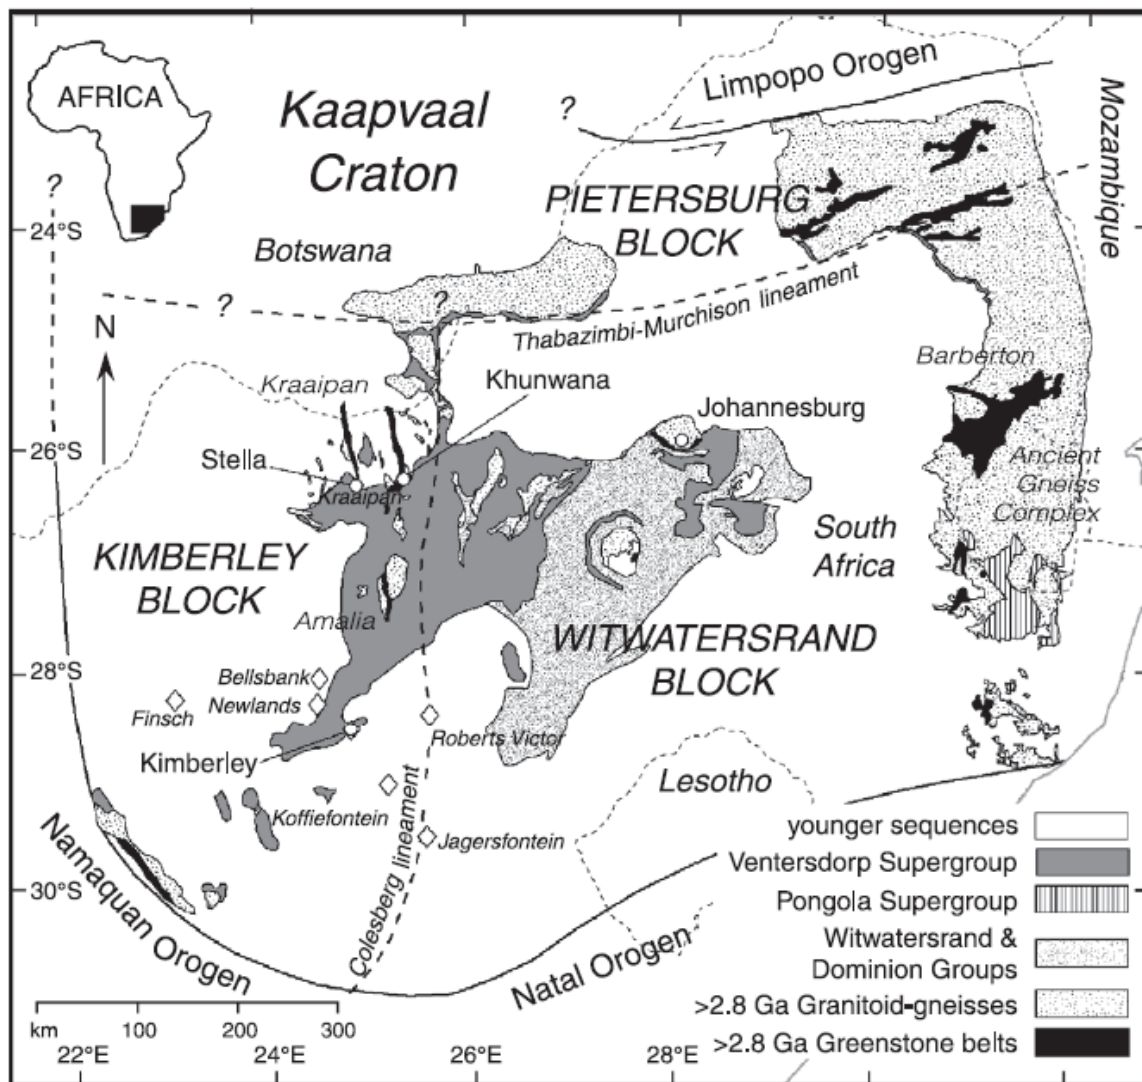 AFRICA
Kaapvaal
Craton
?
Limpopo Orogen
Mozambique
?
PIETERSBURG
BLOCK
24°S
Botswana
?
?
Thabazimbi-Murchison lineament
N
Kraaipan
Khunwana
Barberton
Johannesburg
26°S
Stella
Kraaipan
Ancient
Gneiss
Complex
South
Africa
KIMBERLEY
BLOCK
Amalia
WITWATERSRAND
BLOCK
28°S
Bellsbank
Newlands
Finsch
Roberts Victor
Kimberley
Lesotho
Koffiefontein
Jagersfontein
Colesberg lineament
30°S
Namaquan Orogen
Natal Orogen
younger sequences
Ventersdorp Supergroup
Pongola Supergroup
Witwatersrand &
Dominion Groups
>2.8 Ga Granitoid-gneisses
>2.8 Ga Greenstone belts
km 100 200 300
22°E 24°E 26°E 28°E